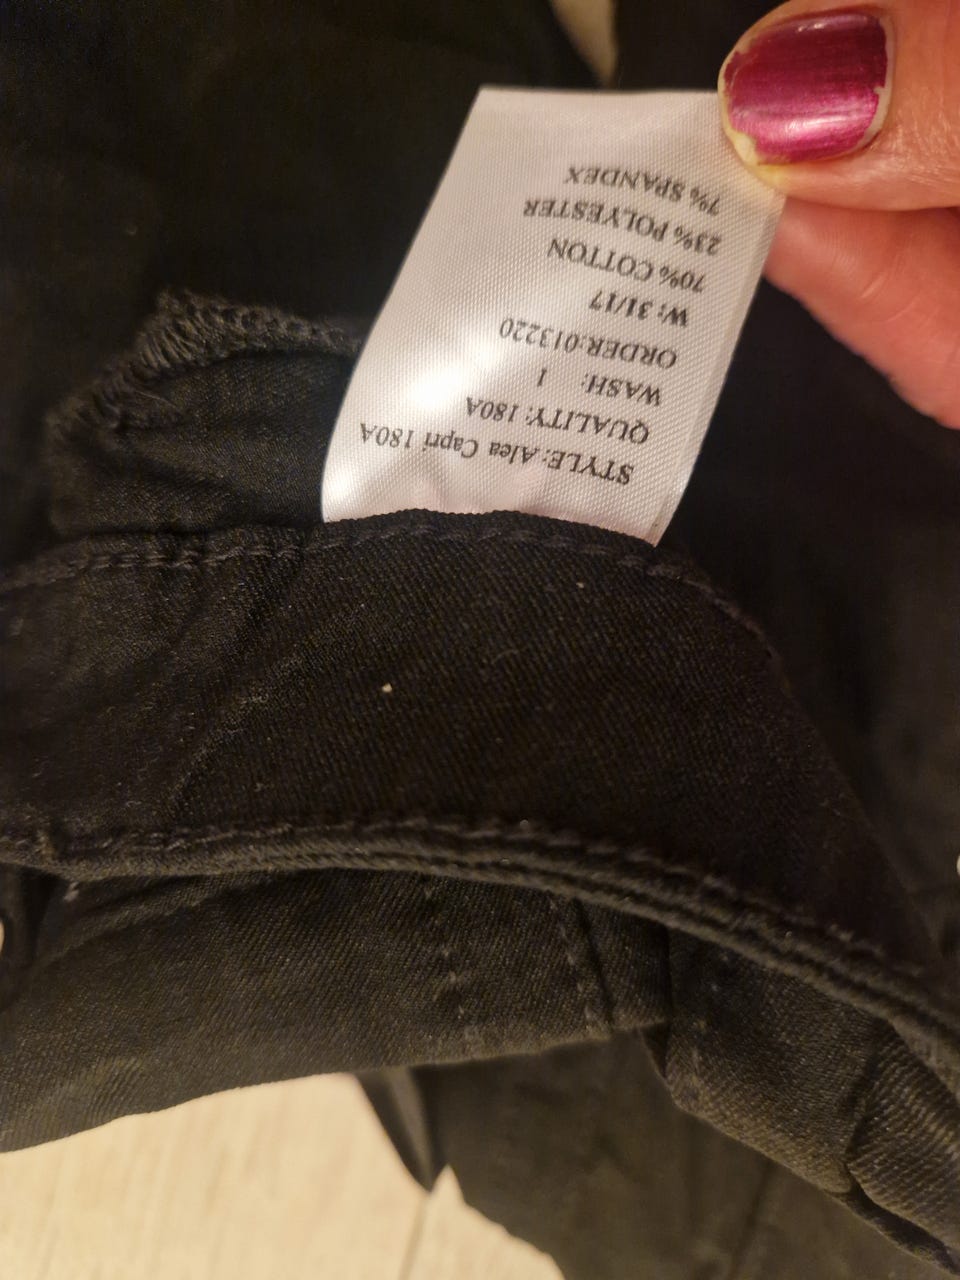 STYLE: Alea Capri 180A
QUALITY: 180A
WASH: 1
ORDER:013220
W: 31/17
70% COTTON
23% POLYESTER
7% SPANDEX